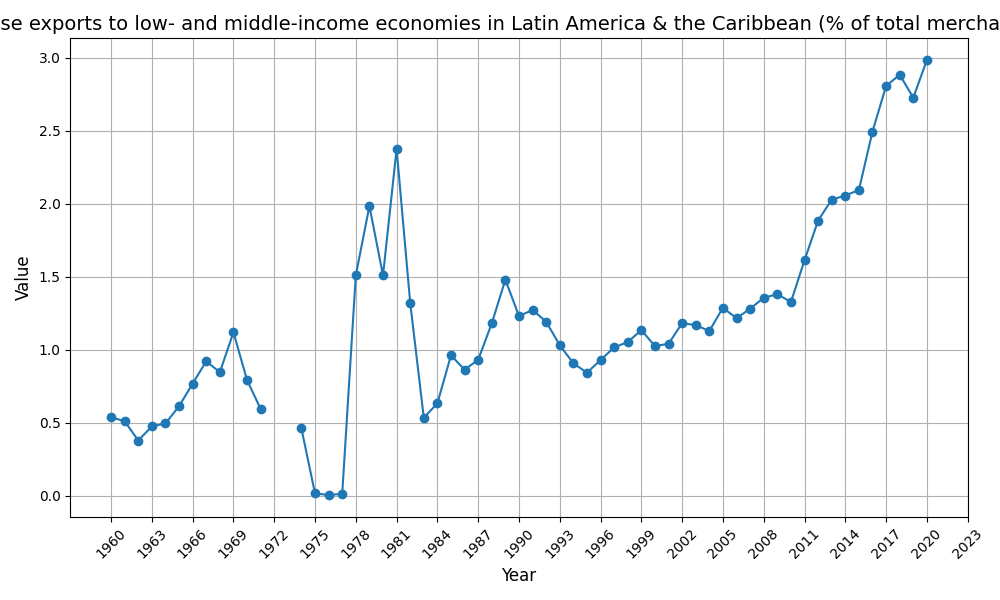 se exports to low- and middle-income economies in Latin America & the Caribbean (% of total mercha
Value
3.0
2.5
2.0
1.5
1.0
0.5
0.0
1960 1963 1966 1969 1972 1975 1978 1981 1984 1987 1990 1993 1996 1999 2002 2005 2008 2011 2014 2017 2020 2023
Year